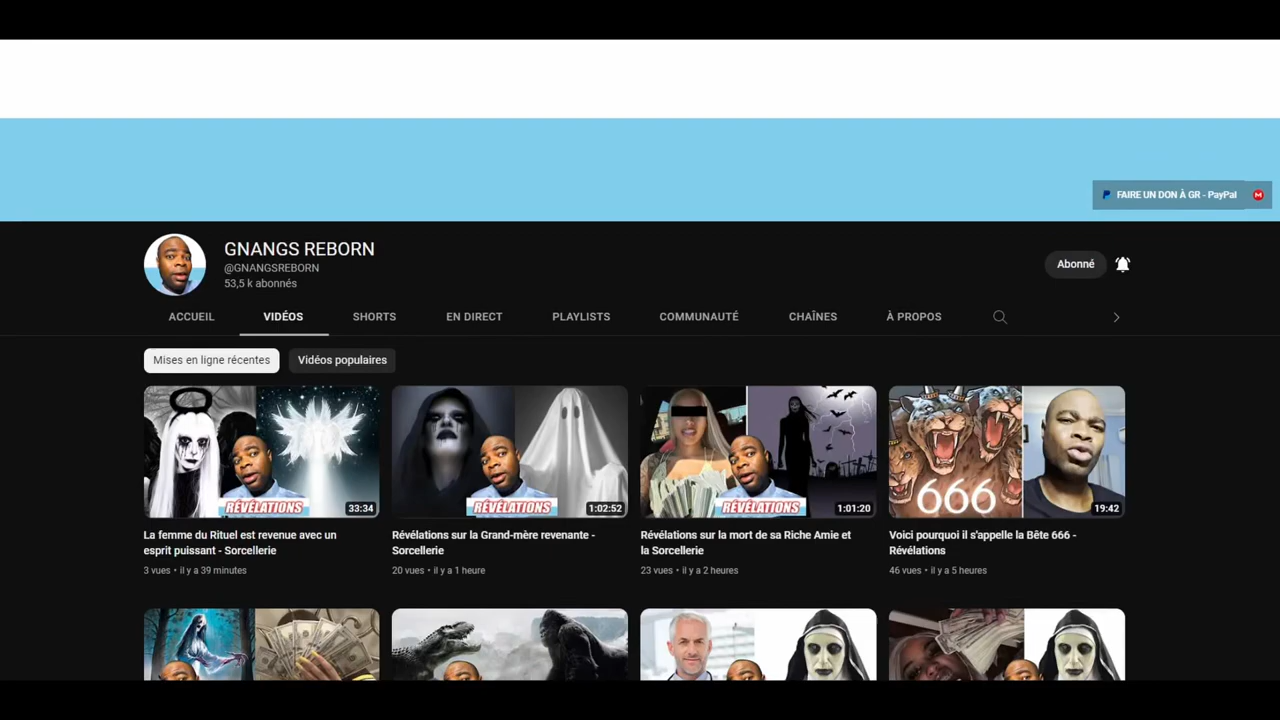 FAIRE UN DON À GR - PayPal
GNANGS REBORN
@GNANGSREBORN
53,5 k abonnés
Abonné
ACCUEIL VIDÉOS SHORTS EN DIRECT PLAYLISTS COMMUNAUTÉ CHAÎNES À PROPOS
Mises en ligne récentes Vidéos populaires
RÉVÉLATIONS 33:34
RÉVÉLATIONS 1:02:52
RÉVÉLATIONS 1:01:20
666 19:42
La femme du Rituel est revenue avec un
esprit puissant - Sorcellerie
3 vues • il y a 39 minutes
Révélations sur la Grand-mère revenante -
Sorcellerie
20 vues • il y a 1 heure
Révélations sur la mort de sa Riche Amie et
la Sorcellerie
23 vues • il y a 2 heures
Voici pourquoi il s'appelle la Bête 666 -
Révélations
46 vues • il y a 5 heures